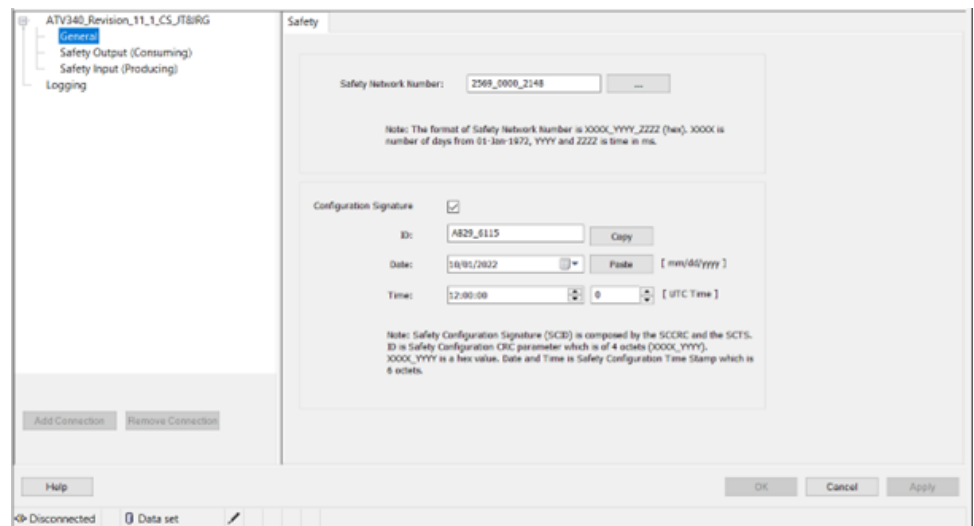 ATV340_Revision_11_1_CS_JT&JRG
General
Safety Output (Consuming)
Safety Input (Producing)
Logging
Add Connection
Remove Connection
Safety
Safety Network Number:
2569_0000_2148
...
Note: The format of Safety Network Number is XXXX_YYYY_ZZZZ (hex). XXXX is
number of days from 01-Jan-1972, YYYY and ZZZZ is time in ms.
Configuration Signature
ID:
A829_6115
Copy
Date:
10/01/2022
Paste
[ mm/dd/yyyy ]
Time:
12:00:00
0
[ UTC Time ]
Note: Safety Configuration Signature (SCID) is composed by the SCCRC and the SCTS.
ID is Safety Configuration CRC parameter which is of 4 octets (XXXX_YYYY).
XXXX_YYYY is a hex value. Date and Time is Safety Configuration Time Stamp which is
6 octets.
Help
OK
Cancel
Apply
Disconnected
Data set